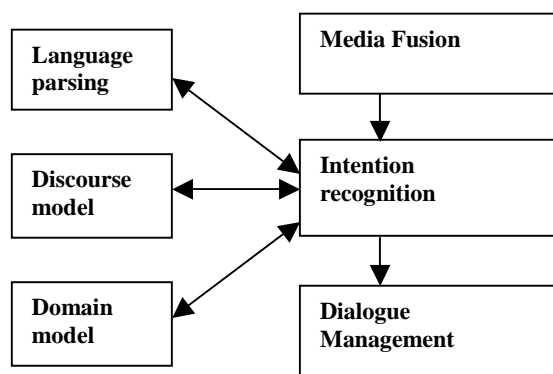 Language
parsing
Media Fusion
Discourse
model
Intention
recognition
Domain
model
Dialogue
Management